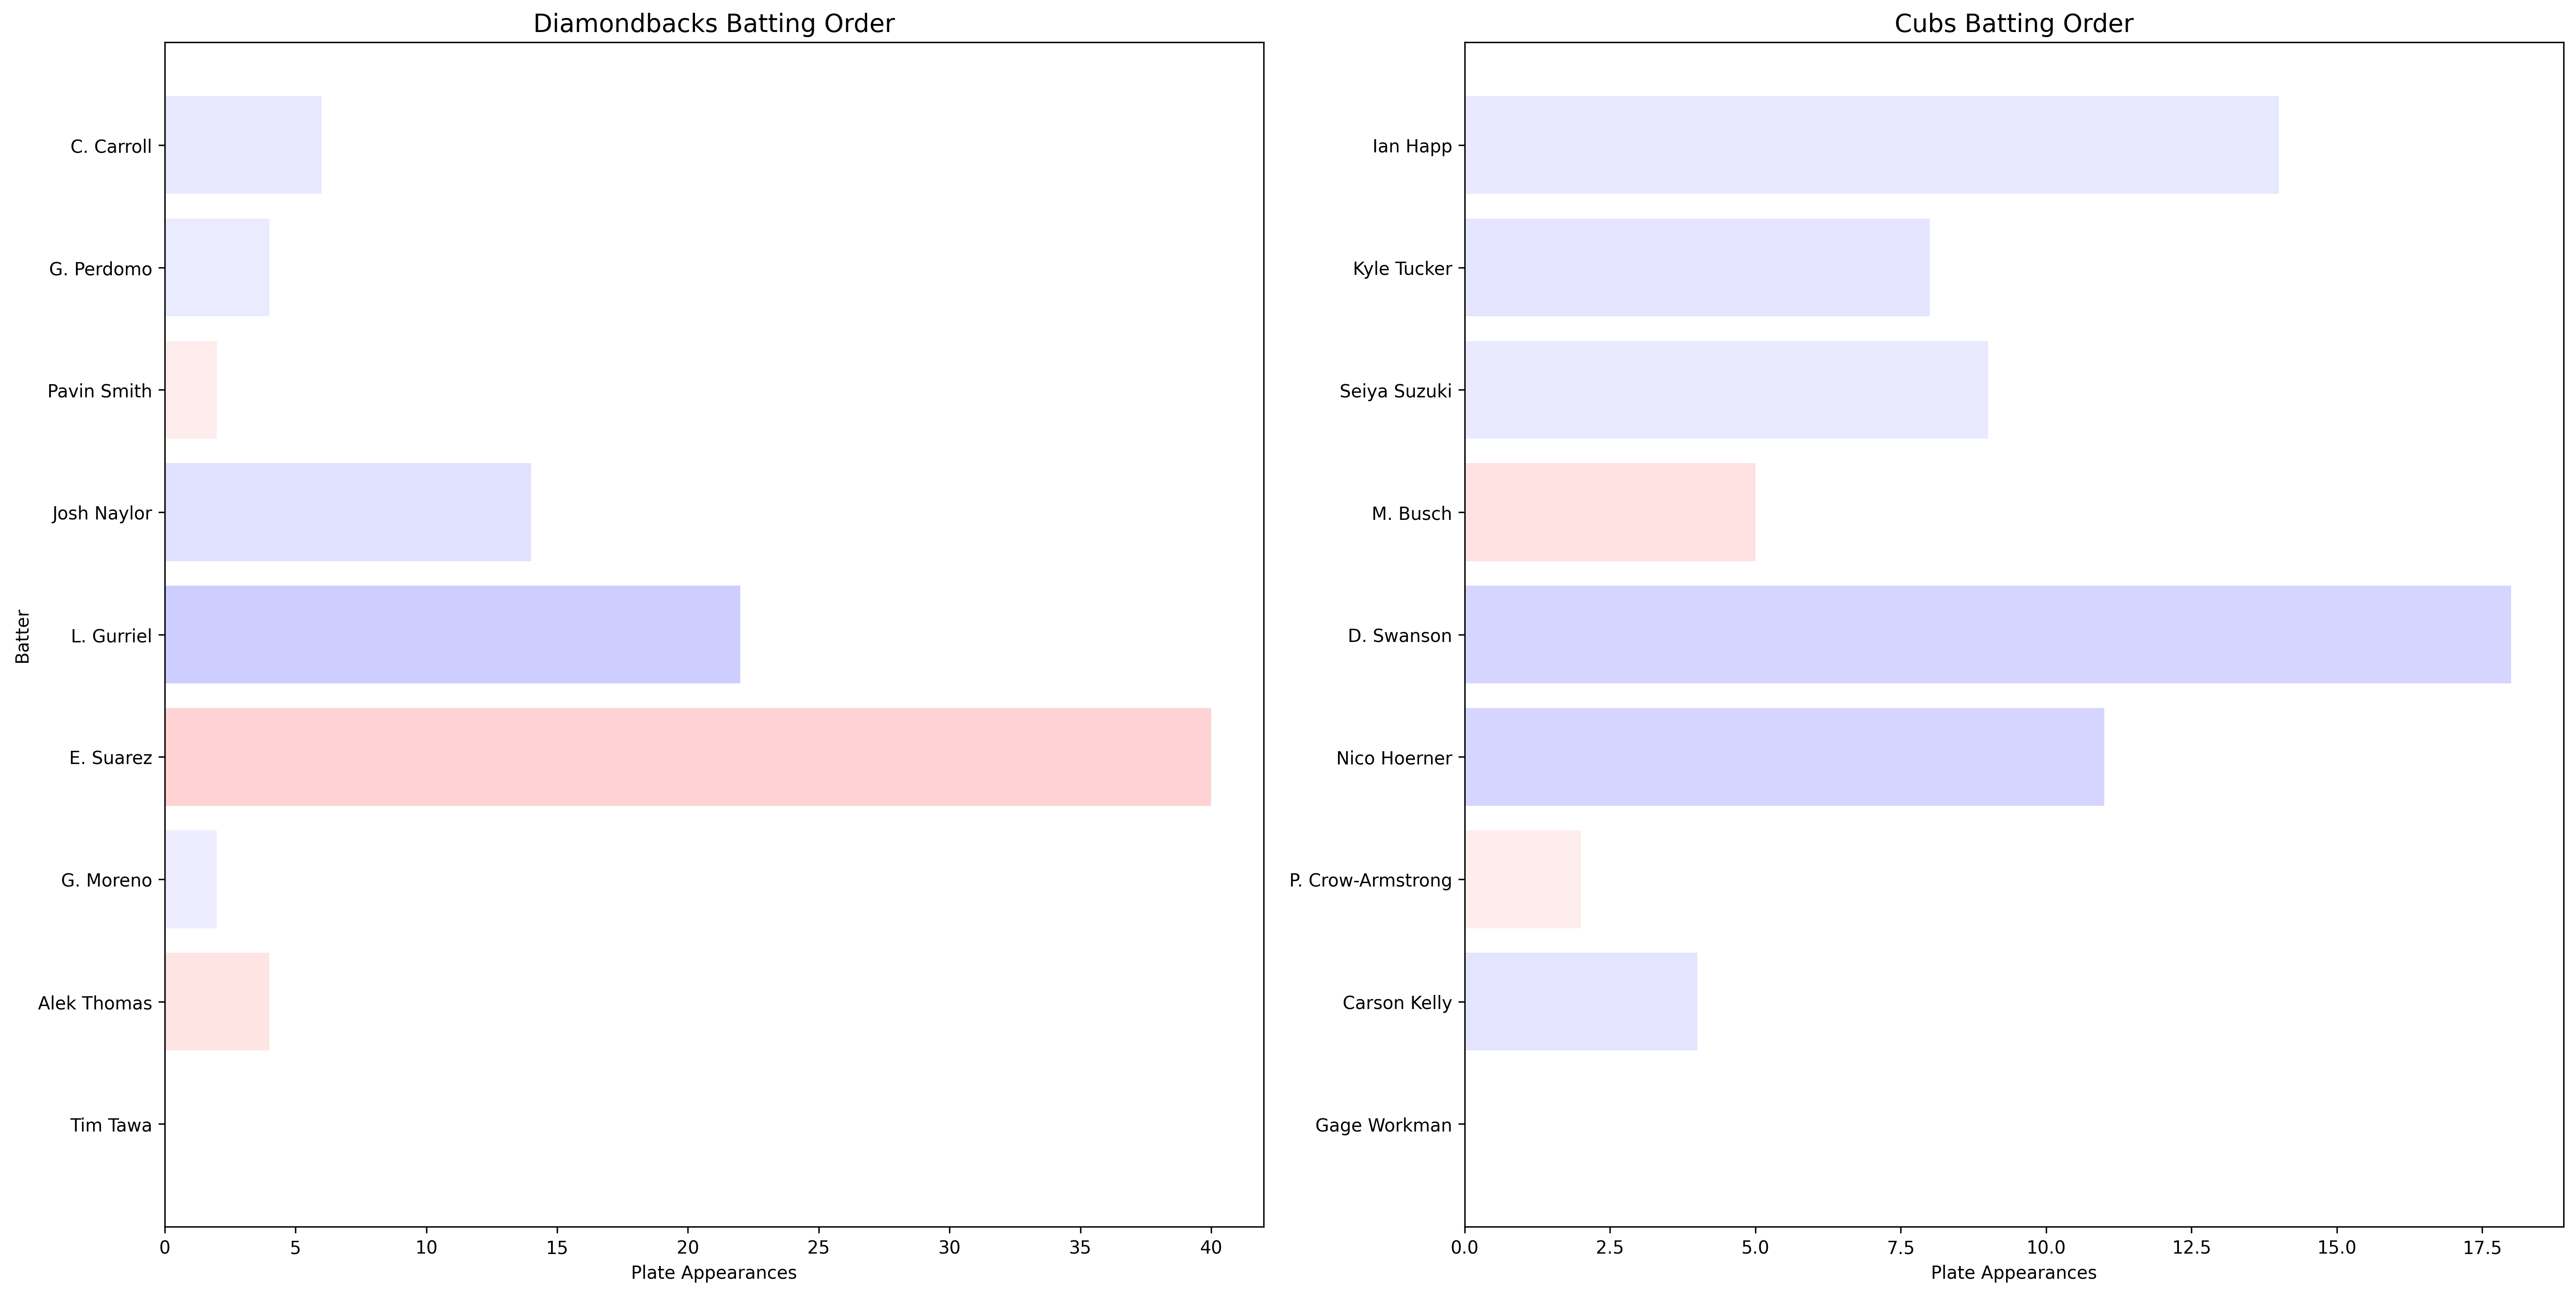 Diamondbacks Batting Order
Batter
C. Carroll
G. Perdomo
Pavin Smith
Josh Naylor
L. Gurriel
E. Suarez
G. Moreno
Alek Thomas
Tim Tawa
0 5 10 15 20 25 30 35 40
Plate Appearances
Cubs Batting Order
Ian Happ
Kyle Tucker
Seiya Suzuki
M. Busch
D. Swanson
Nico Hoerner
P. Crow-Armstrong
Carson Kelly
Gage Workman
0.0 2.5 5.0 7.5 10.0 12.5 15.0 17.5
Plate Appearances